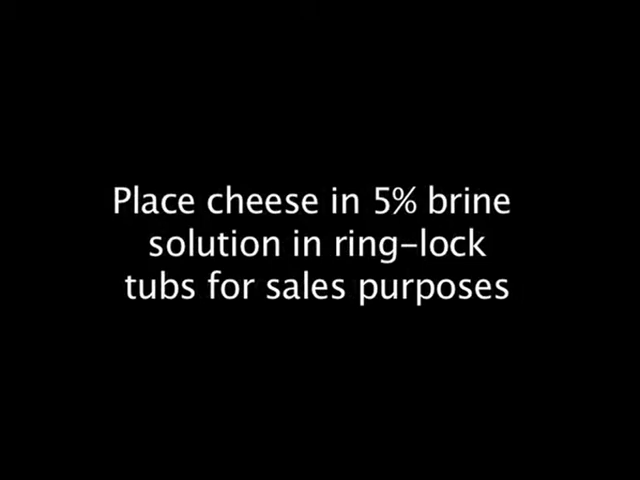 Place cheese in 5% brine
solution in ring-lock
tubs for sales purposes